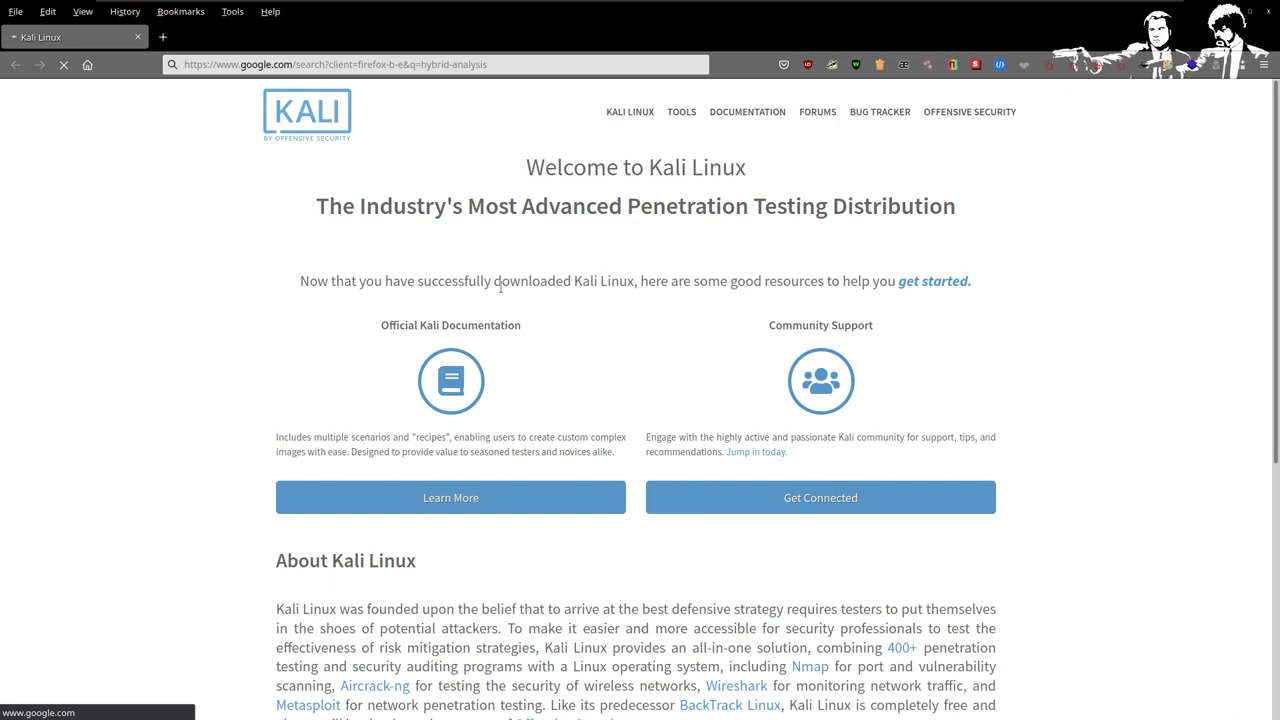 File Edit View History Bookmarks Tools Help
Kali Linux
https://www.google.com/search?client=firefox-b-e&q=hybrid-analysis
KALI
BY OFFENSIVE SECURITY
KALI LINUX TOOLS DOCUMENTATION FORUMS BUG TRACKER OFFENSIVE SECURITY
Welcome to Kali Linux
The Industry's Most Advanced Penetration Testing Distribution
Now that you have successfully downloaded Kali Linux, here are some good resources to help you get started.
Official Kali Documentation
Includes multiple scenarios and "recipes", enabling users to create custom complex
images with ease. Designed to provide value to seasoned testers and novices alike.
Learn More
Community Support
Engage with the highly active and passionate Kali community for support, tips, and
recommendations. Jump in today.
Get Connected
About Kali Linux
Kali Linux was founded upon the belief that to arrive at the best defensive strategy requires testers to put themselves
in the shoes of potential attackers. To make it easier and more accessible for security professionals to test the
effectiveness of risk mitigation strategies, Kali Linux provides an all-in-one solution, combining 400+ penetration
testing and security auditing programs with a Linux operating system, including Nmap for port and vulnerability
scanning, Aircrack-ng for testing the security of wireless networks, Wireshark for monitoring network traffic, and
Metasploit for network penetration testing. Like its predecessor BackTrack Linux, Kali Linux is completely free and
www.google.com